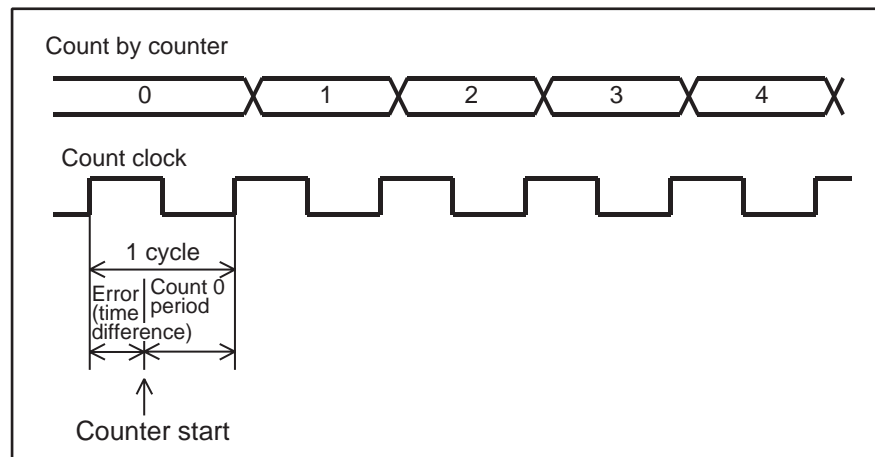 Count by counter
0 1 2 3 4
Count clock
1 cycle
Error Count 0
(time period
difference)
Counter start